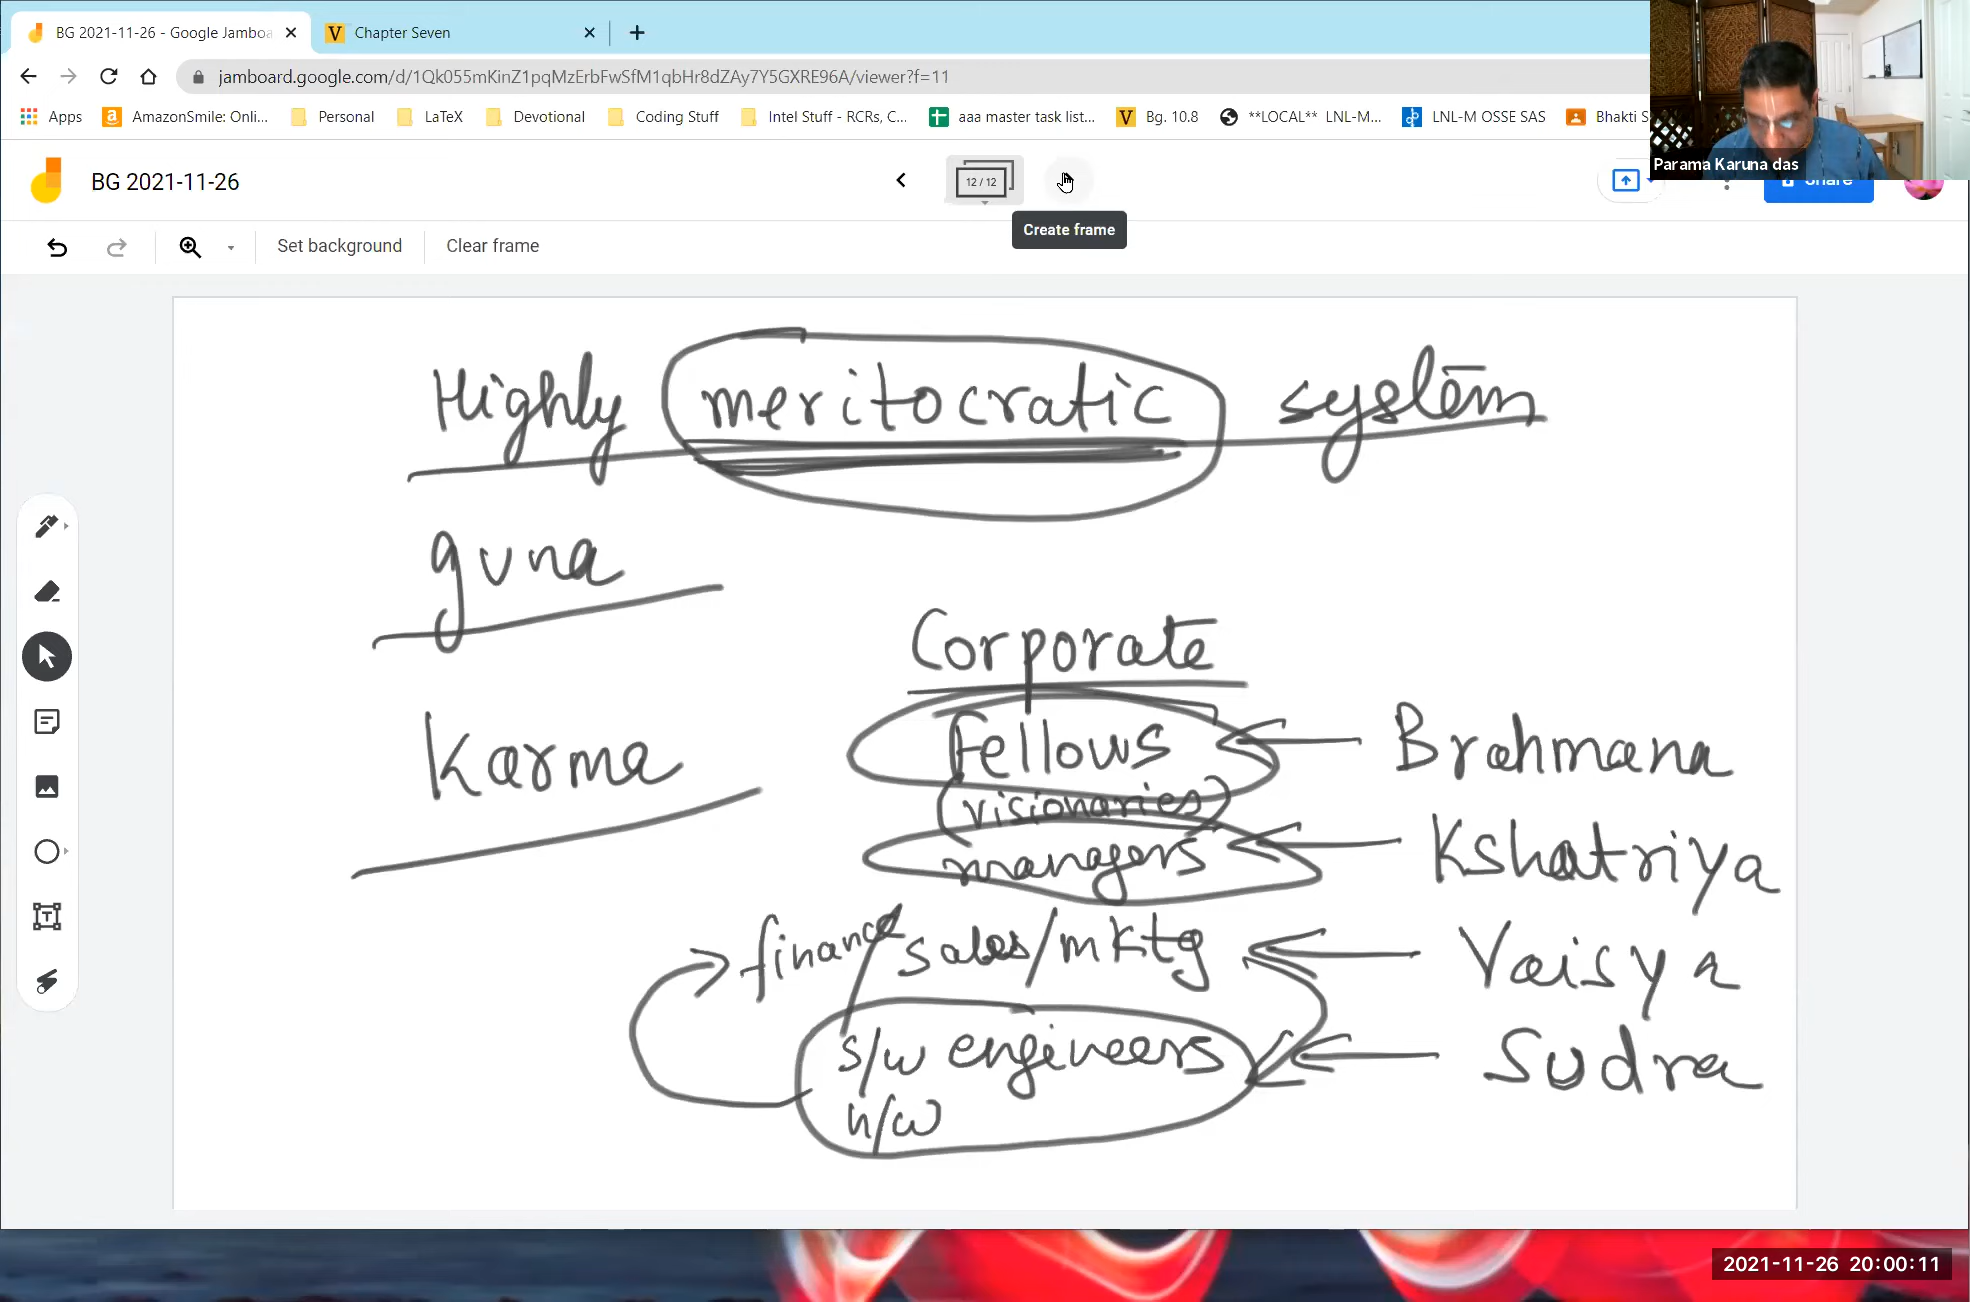 BG 2021-11-26 - Google Jamboa
Chapter Seven
jamboard.google.com/d/1Qk055mKinZ1pqMzErbFwSfM1qbHr8dZAy7Y5GXRE96A/viewer?f=11
Apps AmazonSmile: Onli... Personal LaTeX Devotional Coding Stuff Intel Stuff - RCRs, C... aaa master task list... Bg. 10.8 **LOCAL** LNL-M... LNL-M OSSE SAS Bhakti S
Parama Karuna das
BG 2021-11-26
12 / 12
Share
Create frame
Set background Clear frame
Highly meritocratic system
guna
Corporate
Karma
fellows Brahmana
(visionaries)
managers Kshatriya
finance/sales/mktg Vaisya
s/w engineers Sudra
h/w
2021-11-26 20:00:11